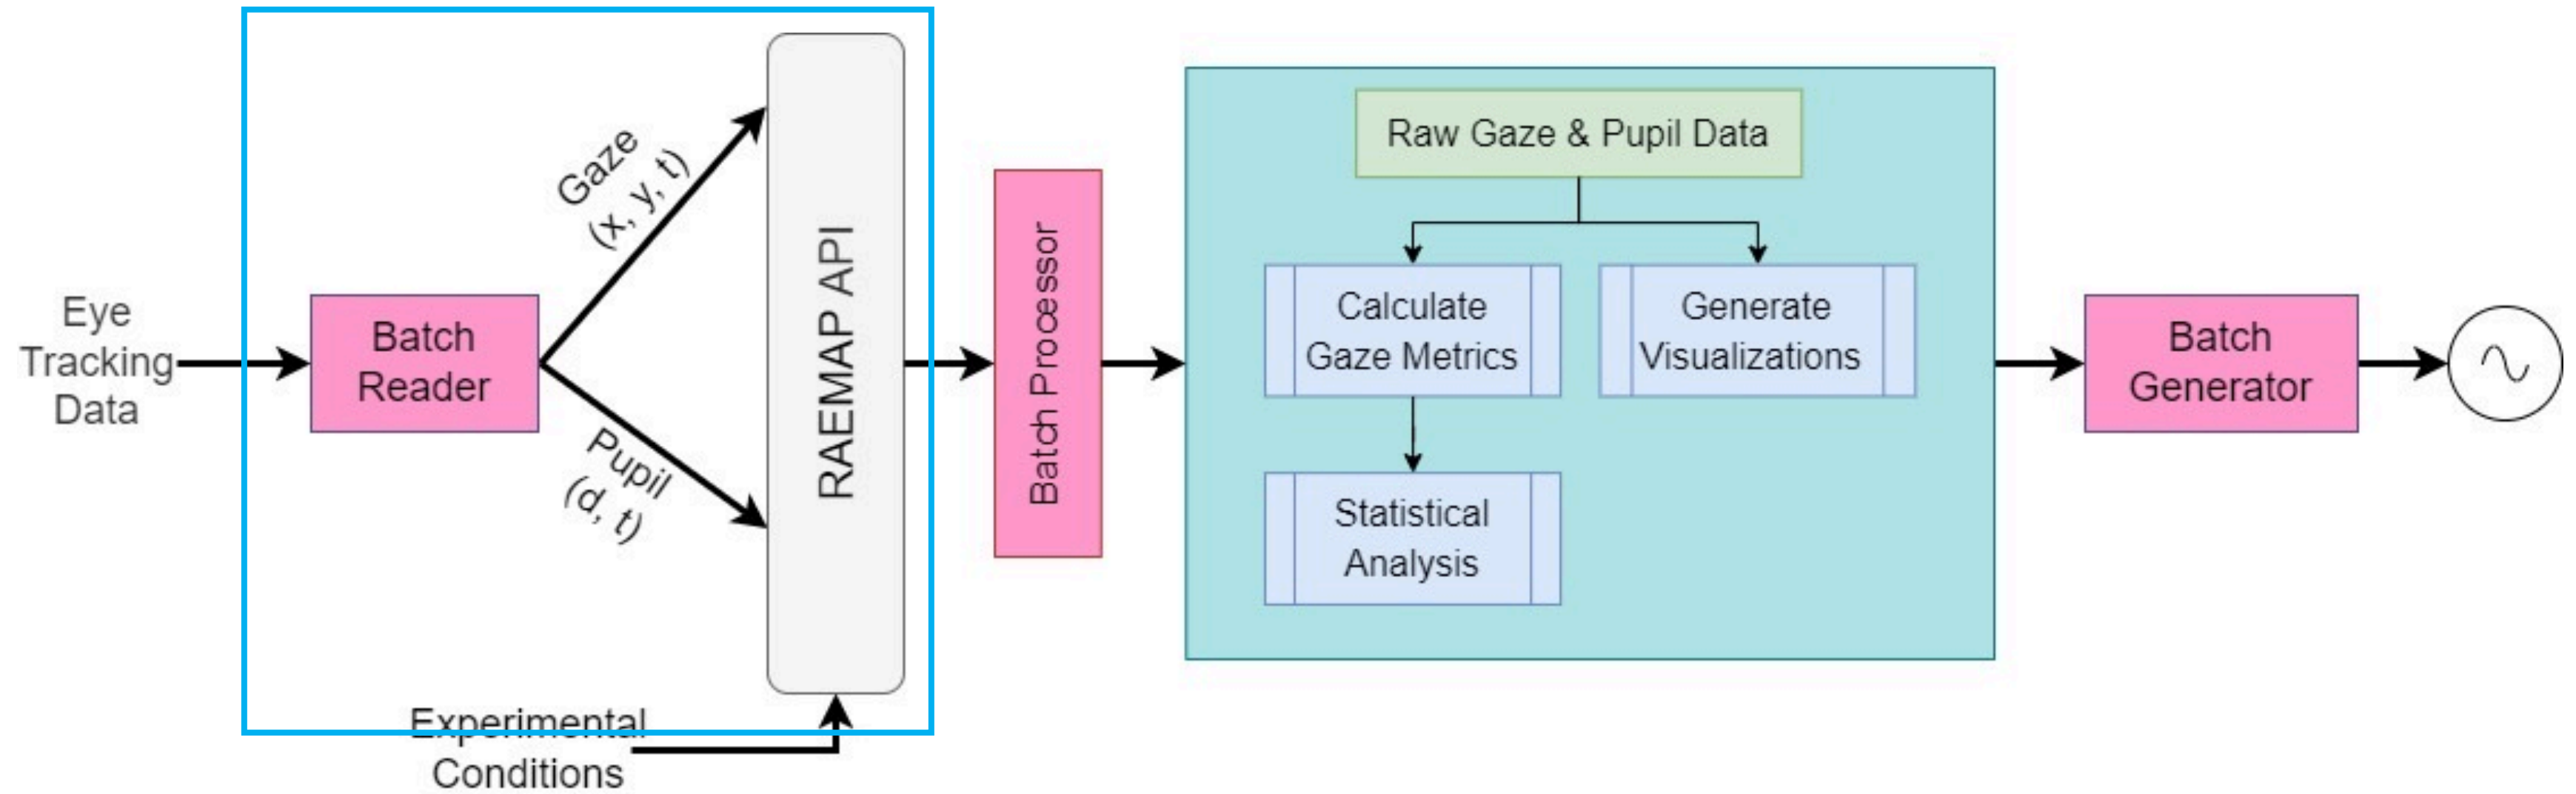 Eye
Tracking
Data
Batch
Reader
Gaze
(x, y, t)
Pupil
(d, t)
RAEMAP API
Experimental
Conditions
Batch Processor
Raw Gaze & Pupil Data
Calculate
Gaze Metrics
Generate
Visualizations
Statistical
Analysis
Batch
Generator